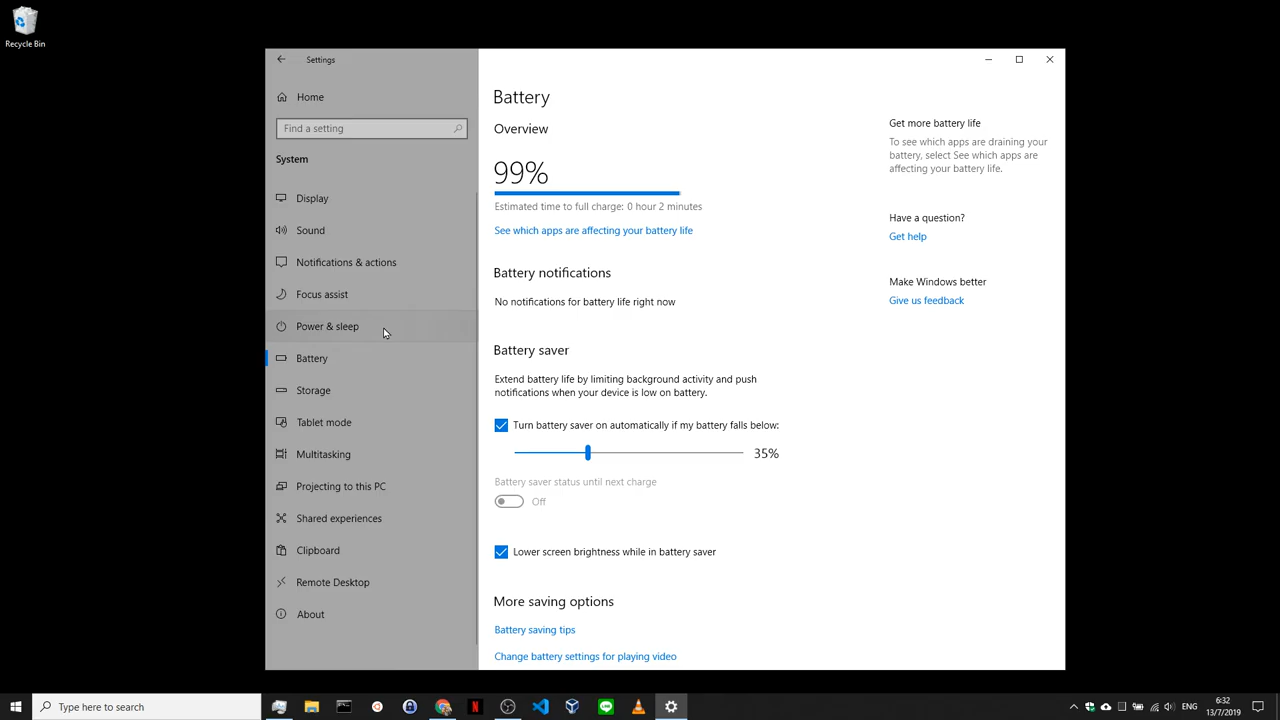 Recycle Bin
Settings
Home
Find a setting
System
Display
Sound
Notifications & actions
Focus assist
Power & sleep
Battery
Storage
Tablet mode
Multitasking
Projecting to this PC
Shared experiences
Clipboard
Remote Desktop
About
Battery
Overview
99%
Estimated time to full charge: 0 hour 2 minutes
See which apps are affecting your battery life
Battery notifications
No notifications for battery life right now
Battery saver
Extend battery life by limiting background activity and push
notifications when your device is low on battery.
Turn battery saver on automatically if my battery falls below:
35%
Battery saver status until next charge
Off
Lower screen brightness while in battery saver
More saving options
Battery saving tips
Change battery settings for playing video
Get more battery life
To see which apps are draining your
battery, select See which apps are
affecting your battery life.
Have a question?
Get help
Make Windows better
Give us feedback
Type here to search
N
LINE
ENG
6:32
13/7/2019